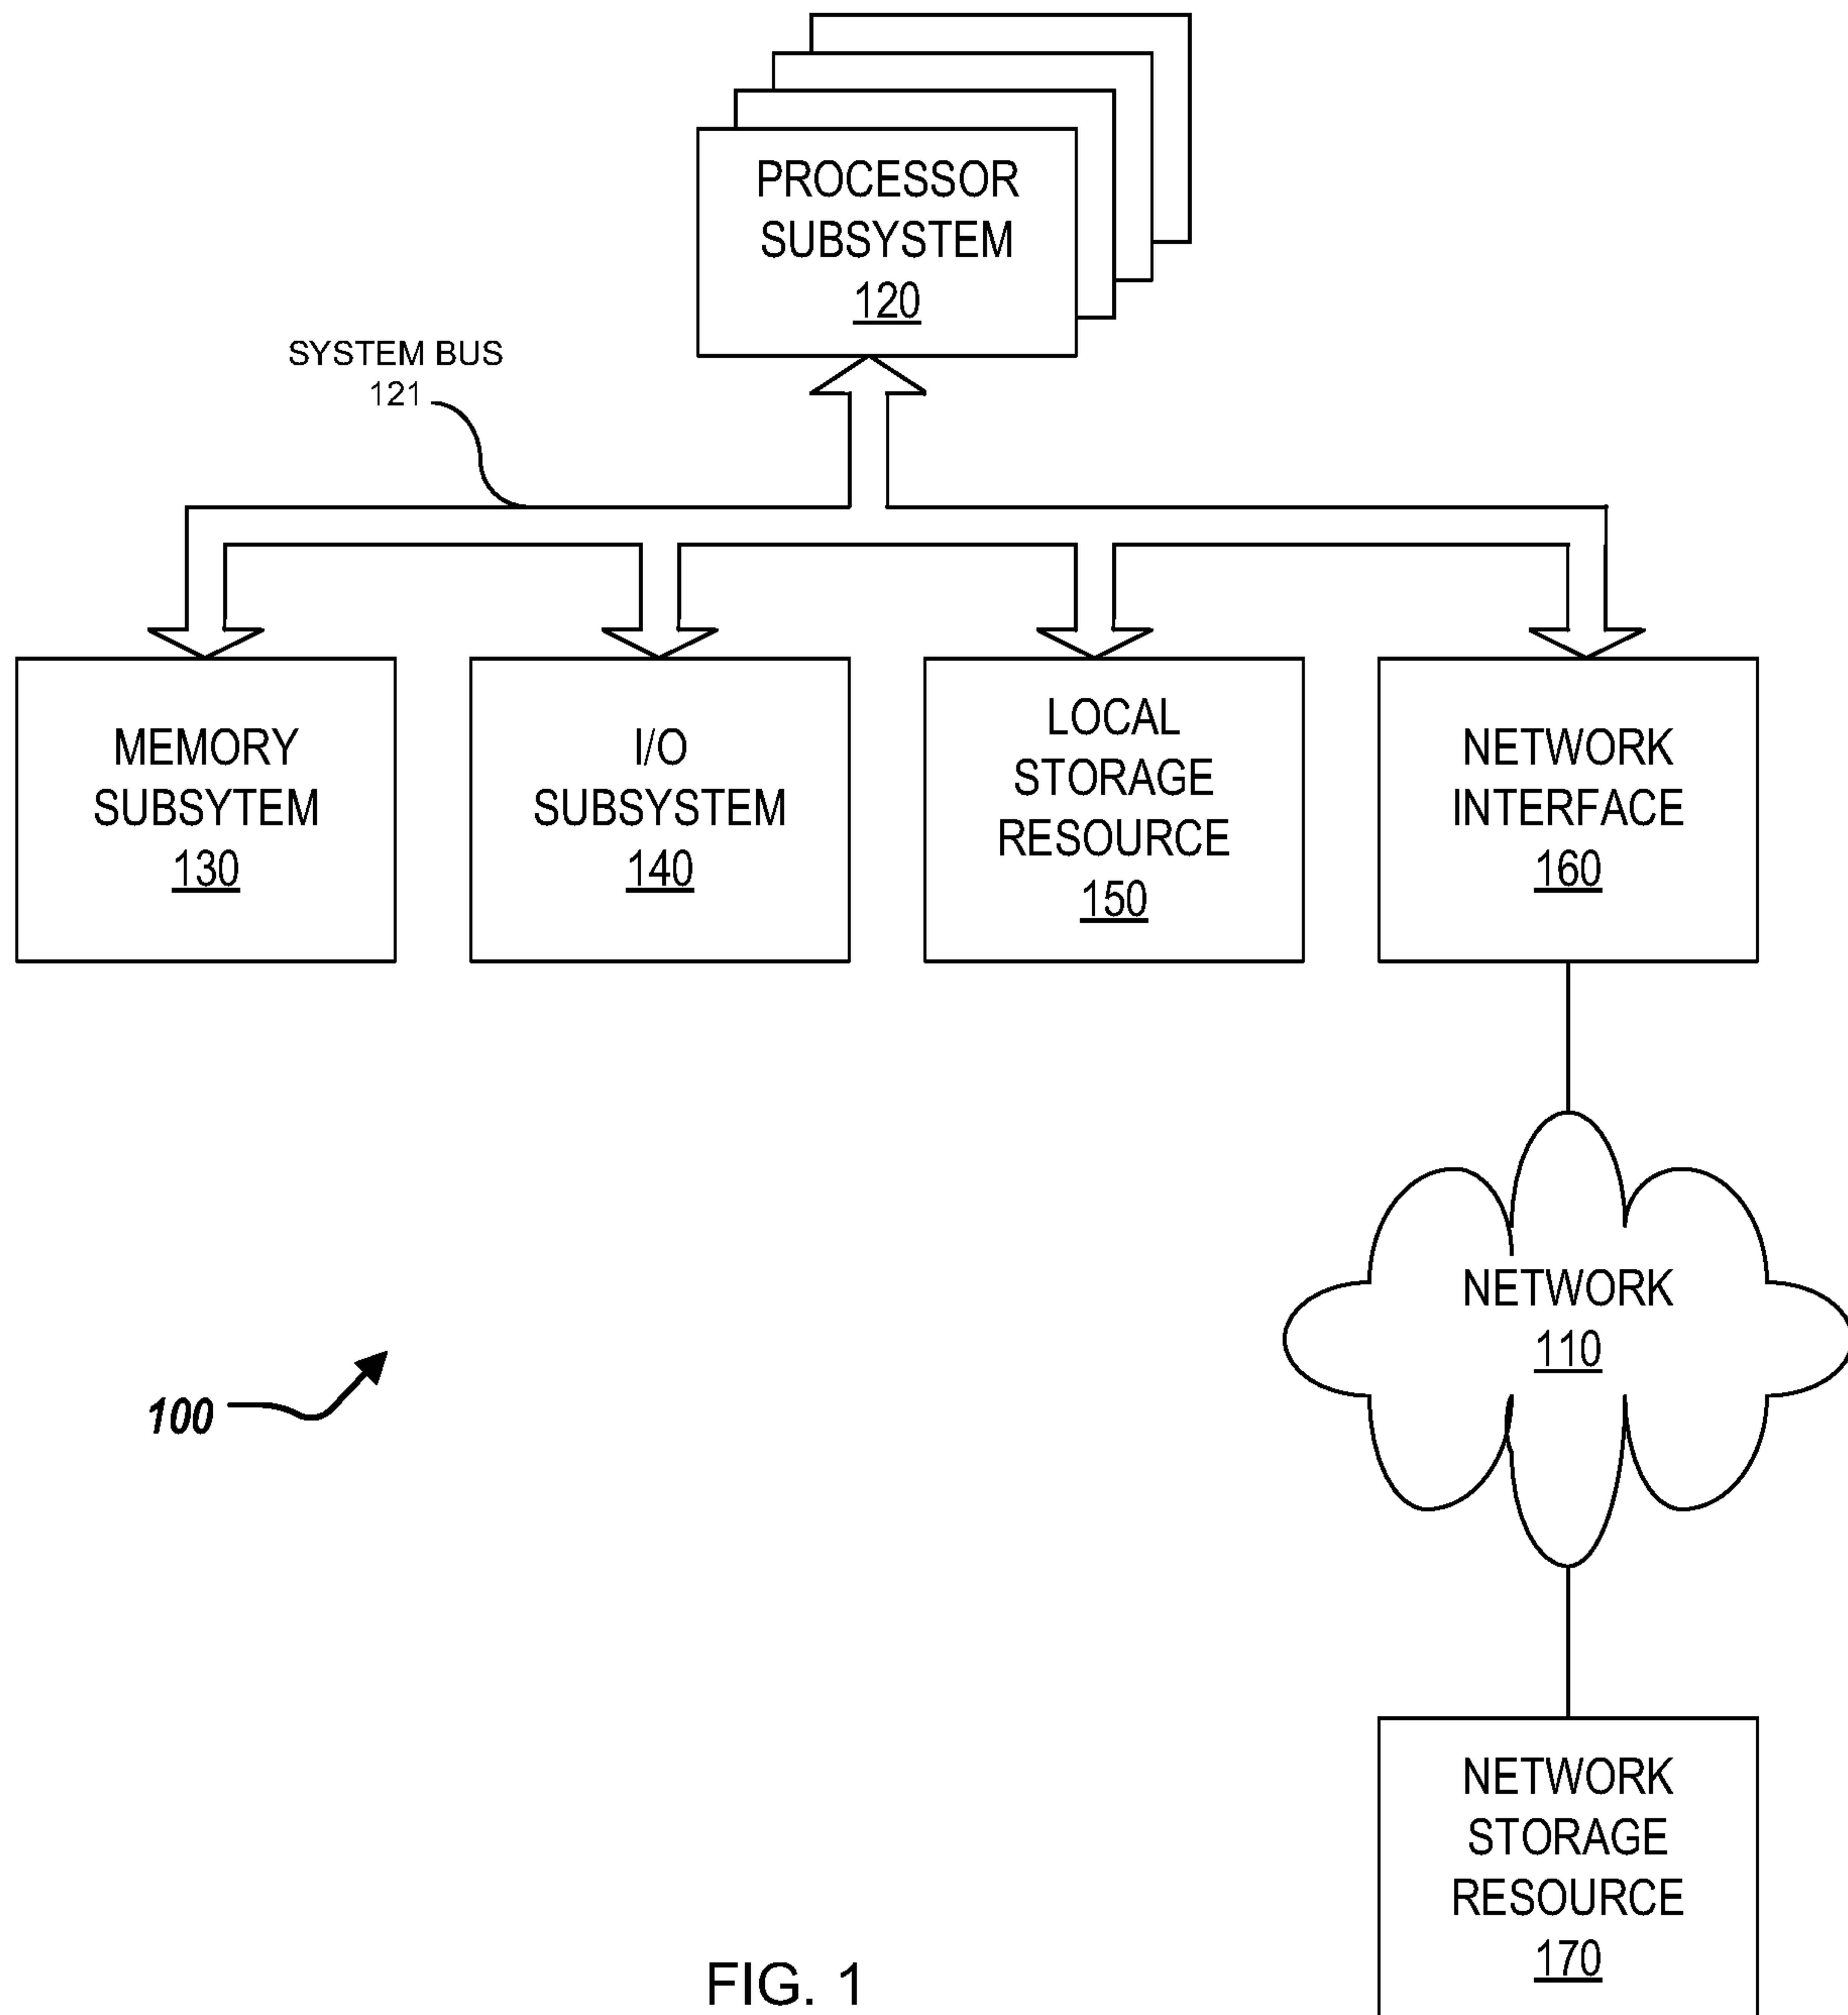 PROCESSOR
SUBSYSTEM
120
SYSTEM BUS
121
MEMORY
SUBSYTEM
130
I/O
SUBSYSTEM
140
LOCAL
STORAGE
RESOURCE
150
NETWORK
INTERFACE
160
NETWORK
110
100
NETWORK
STORAGE
RESOURCE
170
FIG. 1